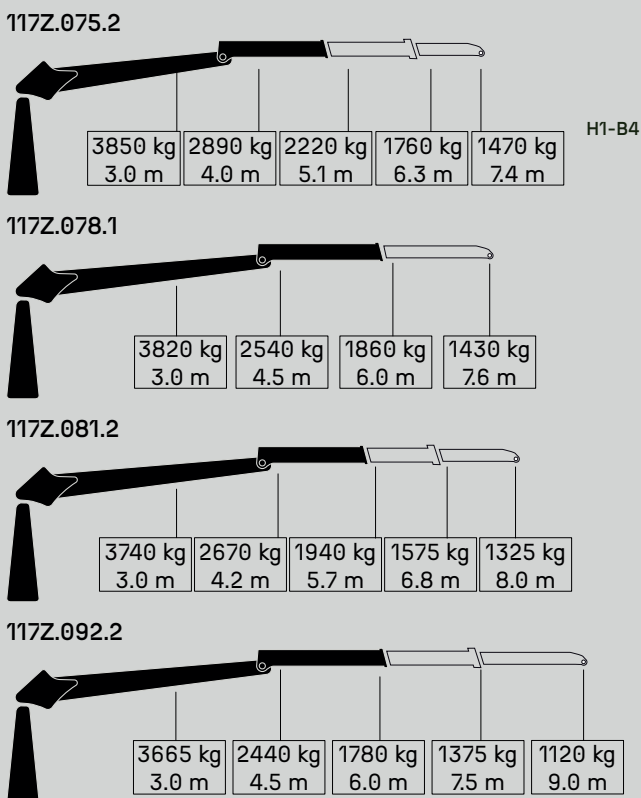 117Z.075.2
H1-B4
3850 kg 2890 kg 2220 kg 1760 kg 1470 kg
3.0 m 4.0 m 5.1 m 6.3 m 7.4 m
117Z.078.1
3820 kg 2540 kg 1860 kg 1430 kg
3.0 m 4.5 m 6.0 m 7.6 m
117Z.081.2
3740 kg 2670 kg 1940 kg 1575 kg 1325 kg
3.0 m 4.2 m 5.7 m 6.8 m 8.0 m
117Z.092.2
3665 kg 2440 kg 1780 kg 1375 kg 1120 kg
3.0 m 4.5 m 6.0 m 7.5 m 9.0 m